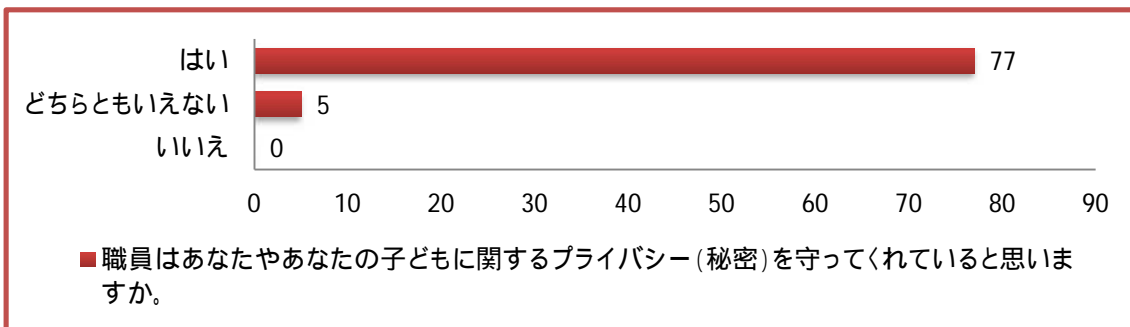 はい 77
どちらともいえない 5
いいえ 0
0 10 20 30 40 50 60 70 80 90
職員はあなたやあなたの子どもに関するプライバシー(秘密)を守ってくれていると思いま
すか。